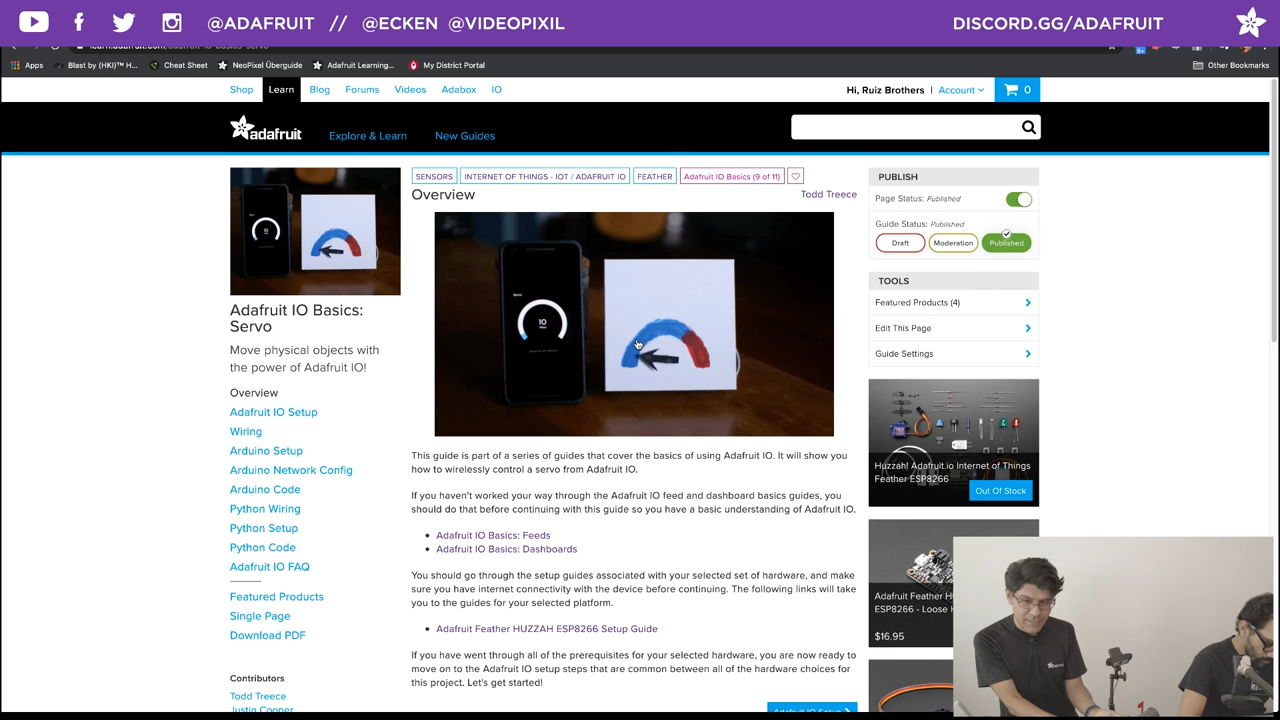 @ADAFRUIT // @ECKEN @VIDEOPIXIL
DISCORD.GG/ADAFRUIT
Apps
Blast by (HKI)™ H...
Cheat Sheet
NeoPixel Überguide
Adafruit Learning...
My District Portal
Other Bookmarks
Shop
Learn
Blog
Forums
Videos
Adabox
IO
Hi, Ruiz Brothers | Account
0
adafruit
Explore & Learn
New Guides
SENSORS
INTERNET OF THINGS - IOT / ADAFRUIT IO
FEATHER
Adafruit IO Basics (9 of 11)
Overview
Todd Treece
10
10
Adafruit IO Basics:
Servo
Move physical objects with
the power of Adafruit IO!
Overview
Adafruit IO Setup
Wiring
Arduino Setup
Arduino Network Config
Arduino Code
Python Wiring
Python Setup
Python Code
Adafruit IO FAQ
Featured Products
Single Page
Download PDF
Contributors
Todd Treece
Justin Cooper
This guide is part of a series of guides that cover the basics of using Adafruit IO. It will show you
how to wirelessly control a servo from Adafruit IO.
If you haven't worked your way through the Adafruit IO feed and dashboard basics guides, you
should do that before continuing with this guide so you have a basic understanding of Adafruit IO.
Adafruit IO Basics: Feeds
Adafruit IO Basics: Dashboards
You should go through the setup guides associated with your selected set of hardware, and make
sure you have internet connectivity with the device before continuing. The following links will take
you to the guides for your selected platform.
Adafruit Feather HUZZAH ESP8266 Setup Guide
If you have went through all of the prerequisites for your selected hardware, you are now ready to
move on to the Adafruit IO setup steps that are common between all of the hardware choices for
this project. Let's get started!
Adafruit IO Setup
PUBLISH
Page Status: Published
Guide Status: Published
Draft
Moderation
Published
TOOLS
Featured Products (4)
Edit This Page
Guide Settings
Huzzah! Adafruit.io Internet of Things
Feather ESP8266
Out Of Stock
Adafruit Feather
ESP8266 - Loose
$16.95